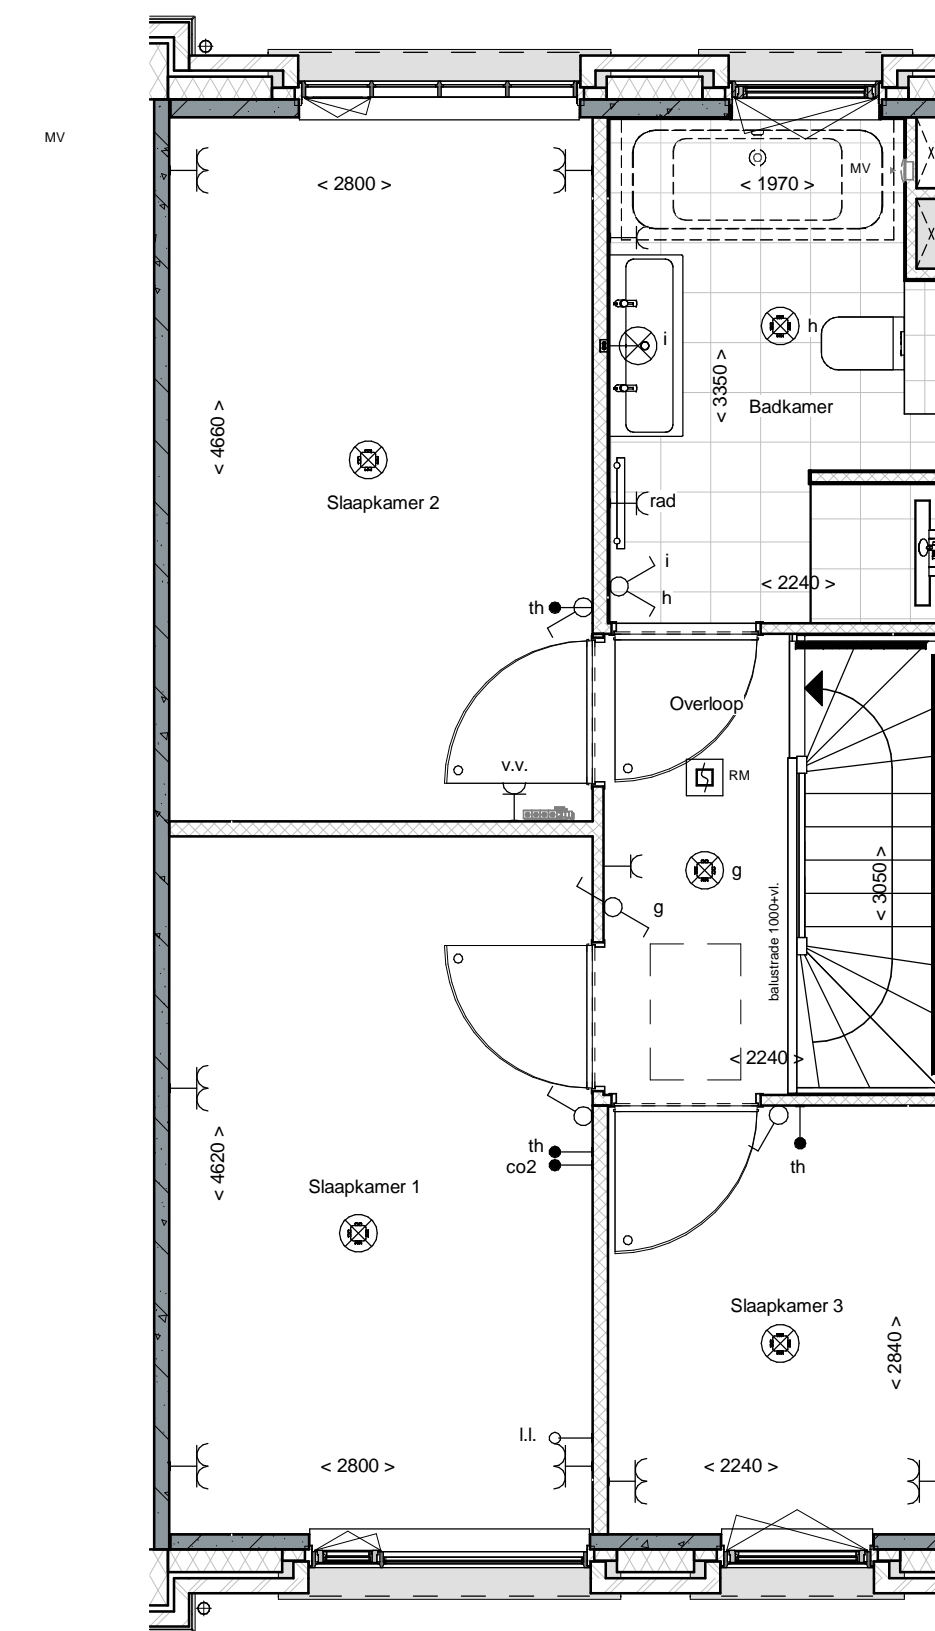 MV
< 2800 >
MV
< 1970 >
i
h
< 3350 >
Badkamer
< 4660 >
Slaapkamer 2
rad
i
< 2240 >
h
th
Overloop
v.v.
RM
g
< 3050 >
g
balustrade 1000+vl.
< 2240 >
th
co2
th
< 4620 >
Slaapkamer 1
Slaapkamer 3
< 2840 >
l.l.
< 2800 >
< 2240 >